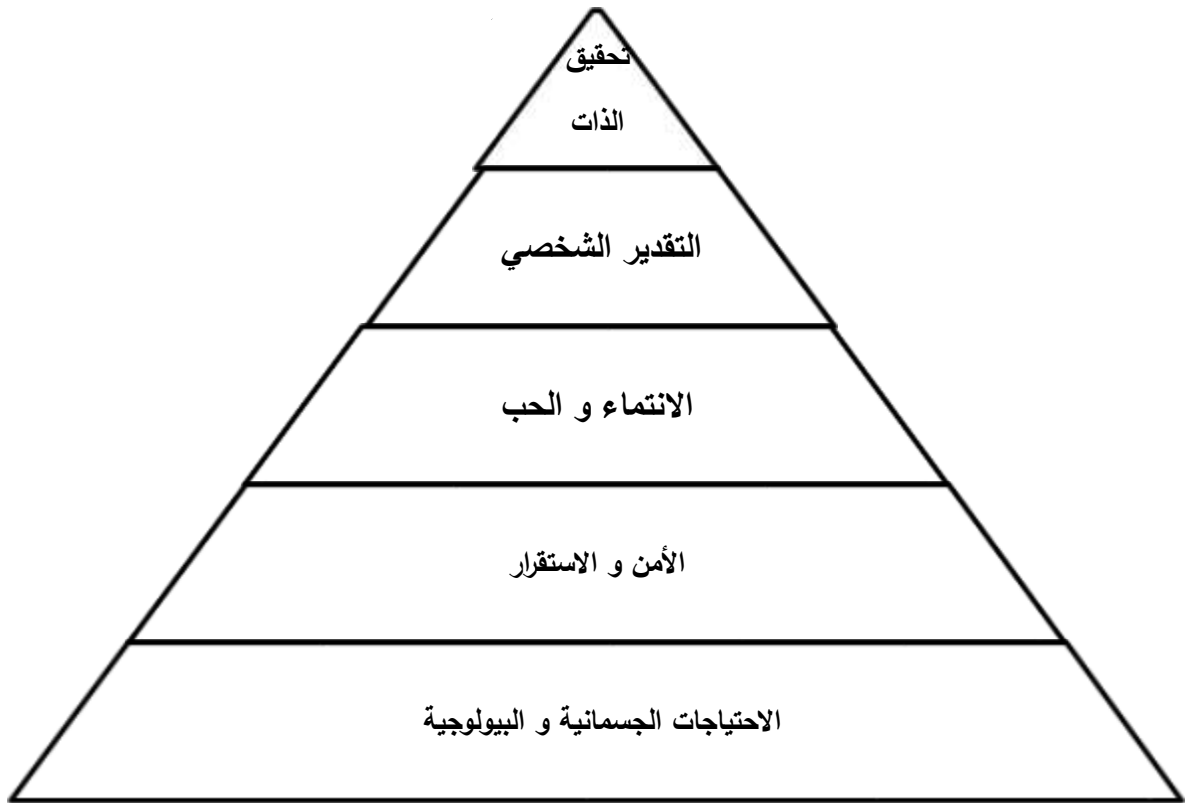 تحقيق
الذات
التقدير الشخصي
الانتماء و الحب
الأمن و الاستقرار
الاحتياجات الجسمانية و البيولوجية